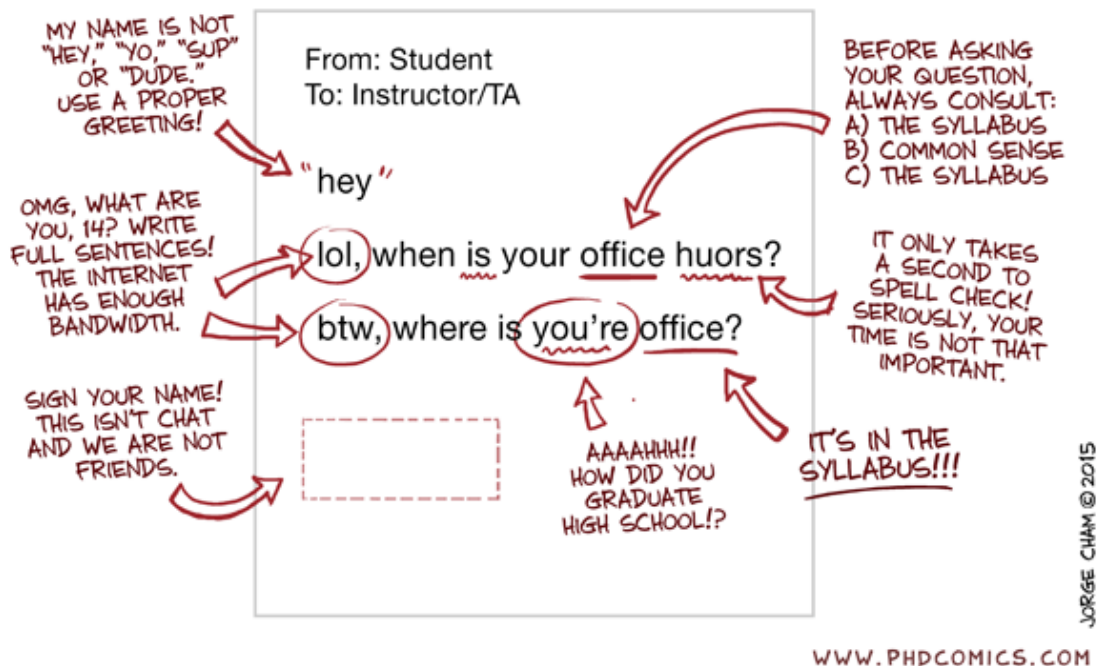 MY NAME IS NOT
"HEY," "YO," "SUP"
OR "DUDE."
USE A PROPER
GREETING!
From: Student
To: Instructor/TA
BEFORE ASKING
YOUR QUESTION,
ALWAYS CONSULT:
A) THE SYLLABUS
B) COMMON SENSE
C) THE SYLLABUS
"hey"
OMG, WHAT ARE
YOU, 14? WRITE
FULL SENTENCES!
THE INTERNET
HAS ENOUGH
BANDWIDTH.
lol, when is your office huors?
btw, where is you're office?
IT ONLY TAKES
A SECOND TO
SPELL CHECK!
SERIOUSLY, YOUR
TIME IS NOT THAT
IMPORTANT.
SIGN YOUR NAME!
THIS ISN'T CHAT
AND WE ARE NOT
FRIENDS.
AAAAHHH!!
HOW DID YOU
GRADUATE
HIGH SCHOOL!?
IT'S IN THE
SYLLABUS!!!
JORGE CHAM © 2015
WWW.PHDCOMICS.COM